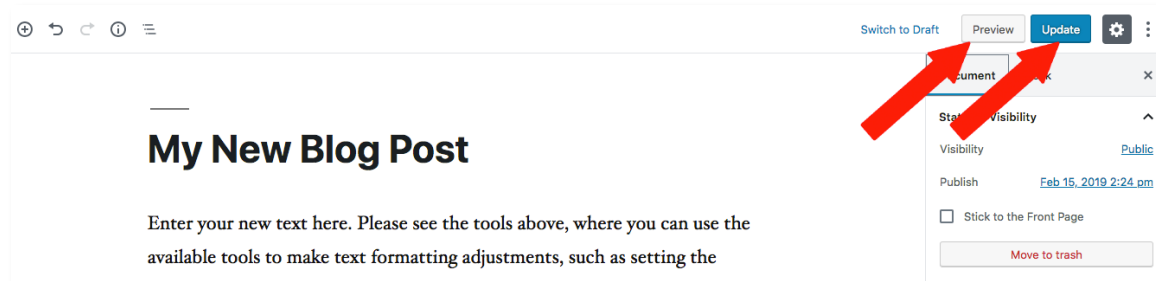 Switch to Draft Preview Update
Document
My New Blog Post
Visibility
Visibility Public
Publish Feb 15, 2019 2:24 pm
Stick to the Front Page
Move to trash
Enter your new text here. Please see the tools above, where you can use the
available tools to make text formatting adjustments, such as setting the